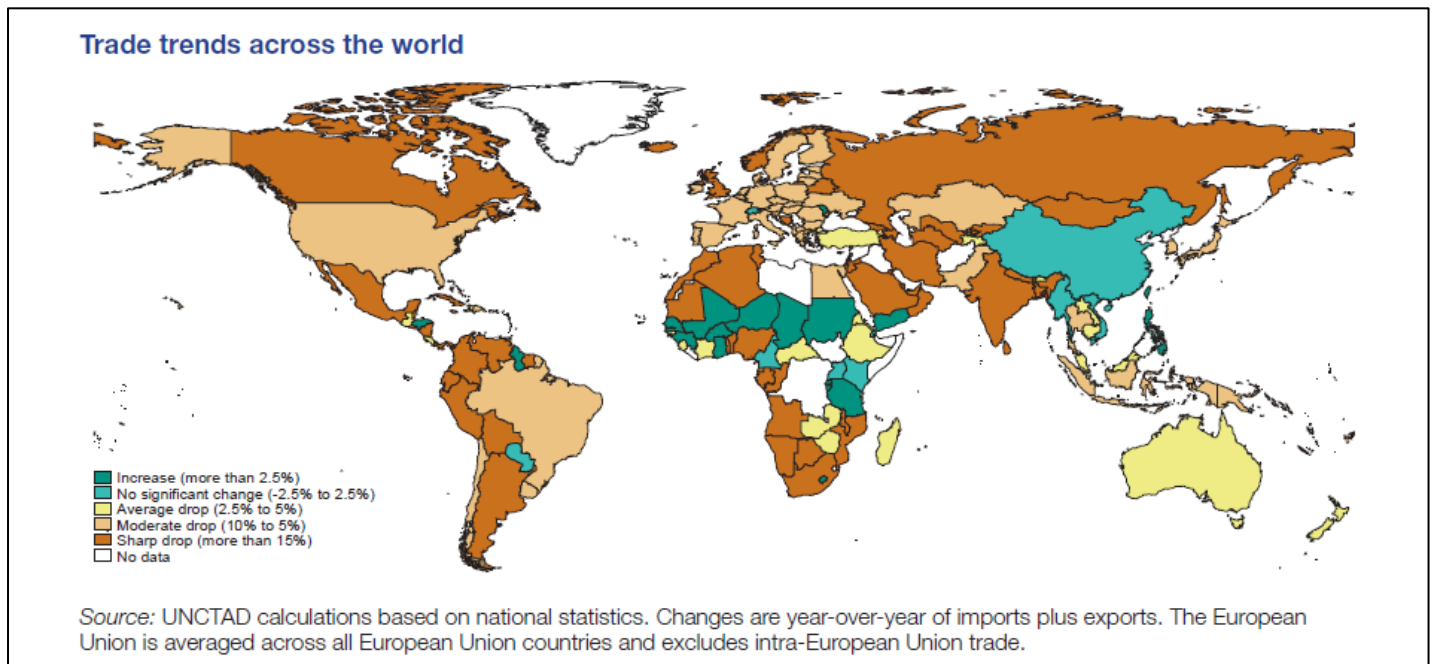 Trade trends across the world
Increase (more than 2.5%)
No significant change (-2.5% to 2.5%)
Average drop (2.5% to 5%)
Moderate drop (10% to 5%)
Sharp drop (more than 15%)
No data
Source: UNCTAD calculations based on national statistics. Changes are year-over-year of imports plus exports. The European
Union is averaged across all European Union countries and excludes intra-European Union trade.